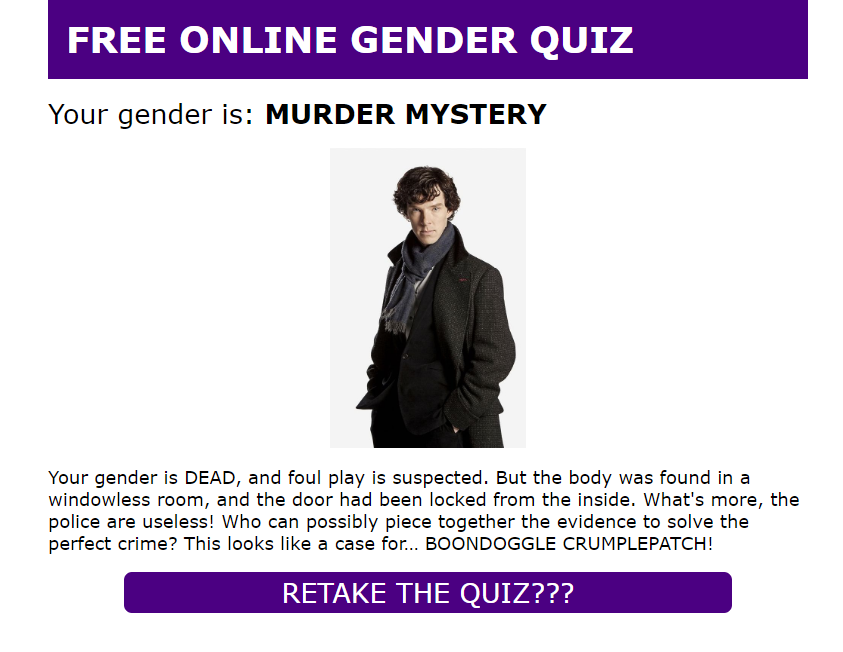 FREE ONLINE GENDER QUIZ
Your gender is: MURDER MYSTERY
Your gender is DEAD, and foul play is suspected. But the body was found in a
windowless room, and the door had been locked from the inside. What's more, the
police are useless! Who can possibly piece together the evidence to solve the
perfect crime? This looks like a case for… BOONDOGGLE CRUMPLEPATCH!
RETAKE THE QUIZ???